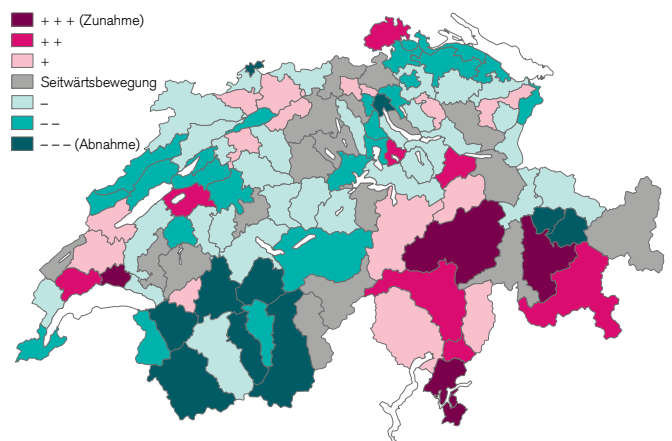 + + + (Zunahme)
+ +
+
Seitwärtsbewegung
–
– –
– – – (Abnahme)